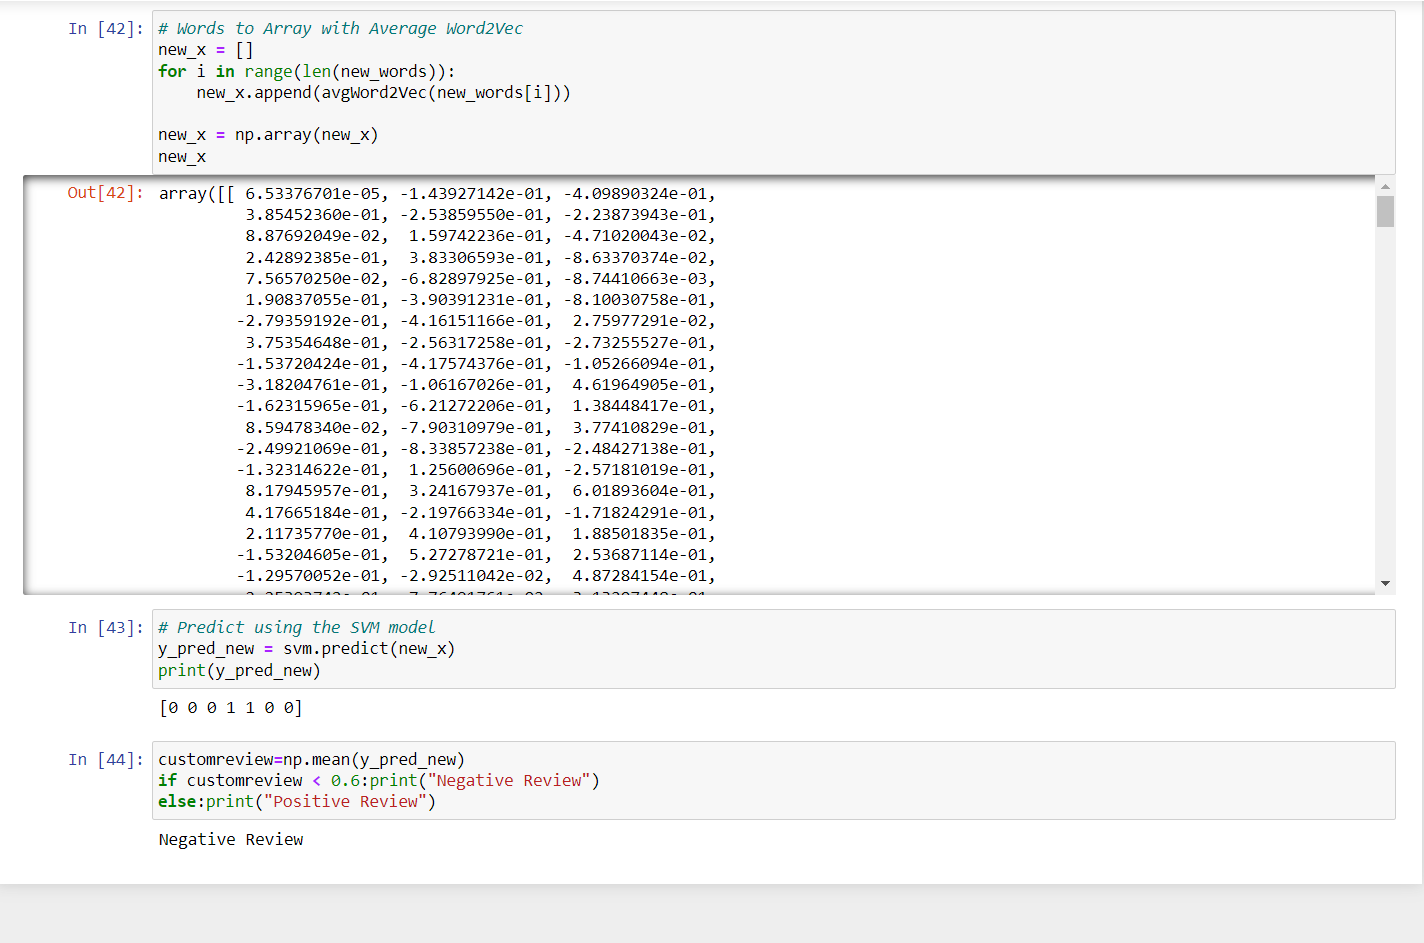 In [42]: # Words to Array with Average Word2Vec
new_x = []
for i in range(len(new_words)):
    new_x.append(avgWord2Vec(new_words[i]))

new_x = np.array(new_x)
new_x
Out[42]: array([[ 6.53376701e-05, -1.43927142e-01, -4.09890324e-01,
3.85452360e-01, -2.53859550e-01, -2.23873943e-01,
8.87692049e-02,  1.59742236e-01, -4.71020043e-02,
2.42892385e-01,  3.83306593e-01, -8.63370374e-02,
7.56570250e-02, -6.82897925e-01, -8.74410663e-03,
1.90837055e-01, -3.90391231e-01, -8.10030758e-01,
-2.79359192e-01, -4.16151166e-01,  2.75977291e-02,
3.75354648e-01, -2.56317258e-01, -2.73255527e-01,
-1.53720424e-01, -4.17574376e-01, -1.05266094e-01,
-3.18204761e-01, -1.06167026e-01,  4.61964905e-01,
-1.62315965e-01, -6.21272206e-01,  1.38448417e-01,
8.59478340e-02, -7.90310979e-01,  3.77410829e-01,
-2.49921069e-01, -8.33857238e-01, -2.48427138e-01,
-1.32314622e-01,  1.25600696e-01, -2.57181019e-01,
8.17945957e-01,  3.24167937e-01,  6.01893604e-01,
4.17665184e-01, -2.19766334e-01, -1.71824291e-01,
2.11735770e-01,  4.10793990e-01,  1.88501835e-01,
-1.53204605e-01,  5.27278721e-01,  2.53687114e-01,
-1.29570052e-01, -2.92511042e-02,  4.87284154e-01,
In [43]: # Predict using the SVM model
y_pred_new = svm.predict(new_x)
print(y_pred_new)
[0 0 0 1 1 0 0]
In [44]: customreview=np.mean(y_pred_new)
if customreview < 0.6:print("Negative Review")
else:print("Positive Review")
Negative Review